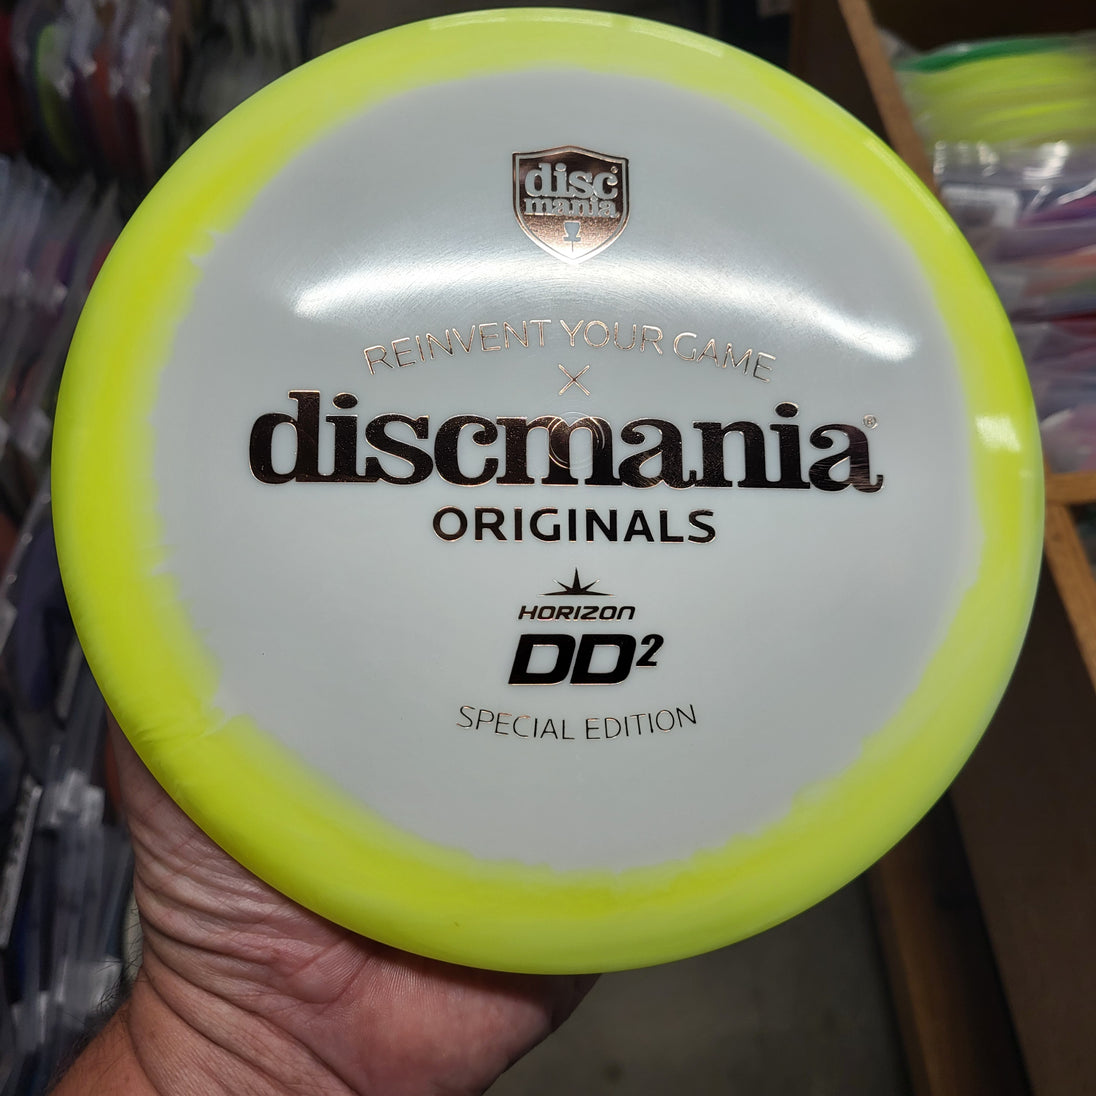 disc
mania
REINVENT YOUR GAME
X
discmania®
ORIGINALS
HORIZON
DD²
SPECIAL EDITION